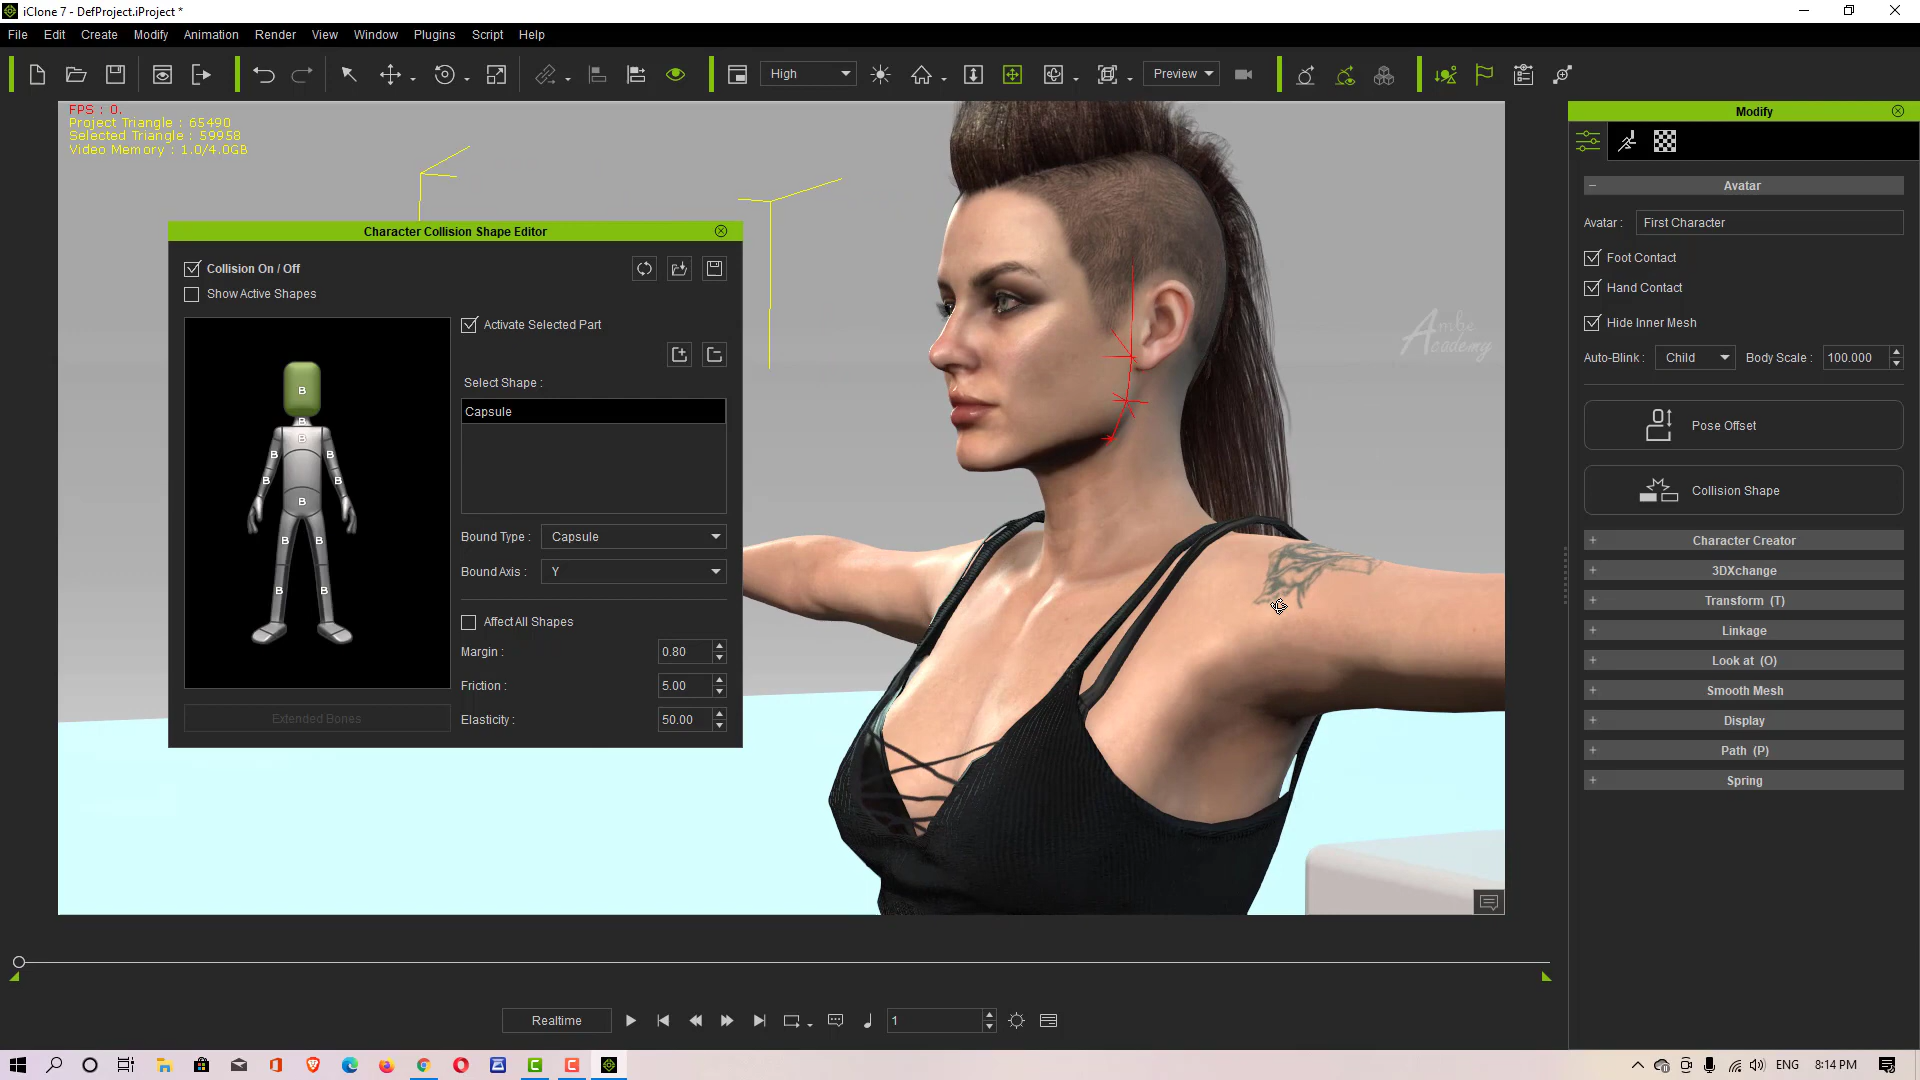 iClone 7 - DefProject.iProject *
File Edit Create Modify Animation Render View Window Plugins Script Help
High
Preview
FPS : 0.
Project Triangle : 65490
Selected Triangle : 59958
Video Memory : 1.0/4.0GB
Character Collision Shape Editor
Collision On / Off
Show Active Shapes
B
B
B
B B
B B
B
B B
B B
Extended Bones
Activate Selected Part
Select Shape :
Capsule
Bound Type : Capsule
Bound Axis : Y
Affect All Shapes
Margin : 0.80
Friction : 5.00
Elasticity : 50.00
Ambe
Academy
Modify
Avatar
Avatar : First Character
Foot Contact
Hand Contact
Hide Inner Mesh
Auto-Blink : Child Body Scale : 100.000
Pose Offset
Collision Shape
Character Creator
3DXchange
Transform (T)
Linkage
Look at (O)
Smooth Mesh
Display
Path (P)
Spring
Realtime
1
ENG 8:14 PM